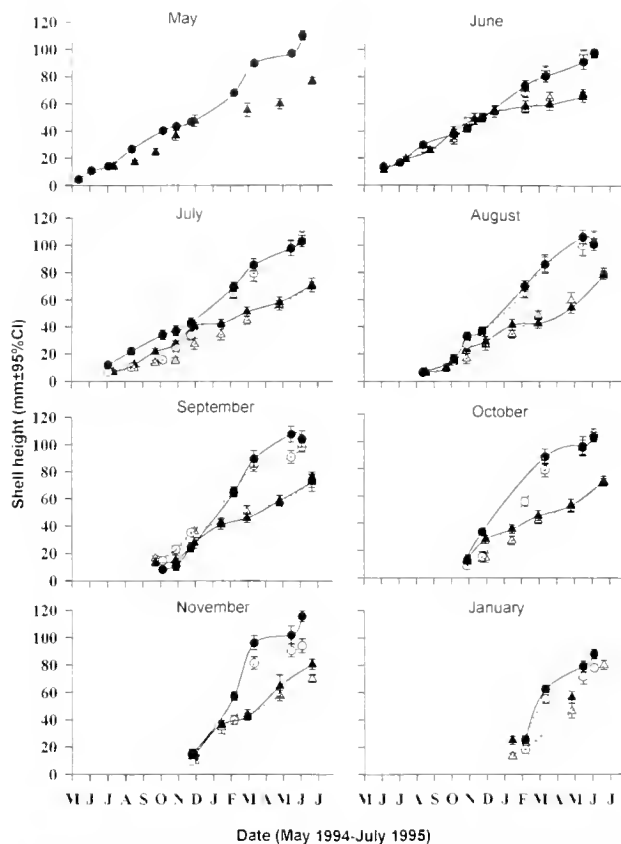 May
June
120
100
80
60
40
20
0
120
100
80
60
40
20
0
July
August
120
100
80
60
40
20
0
September
October
120
100
80
60
40
20
0
November
January
Shell height (mm±95%CI)
M J J A S O N D J F M A M J J
M J J A S O N D J F M A M J J
Date (May 1994-July 1995)